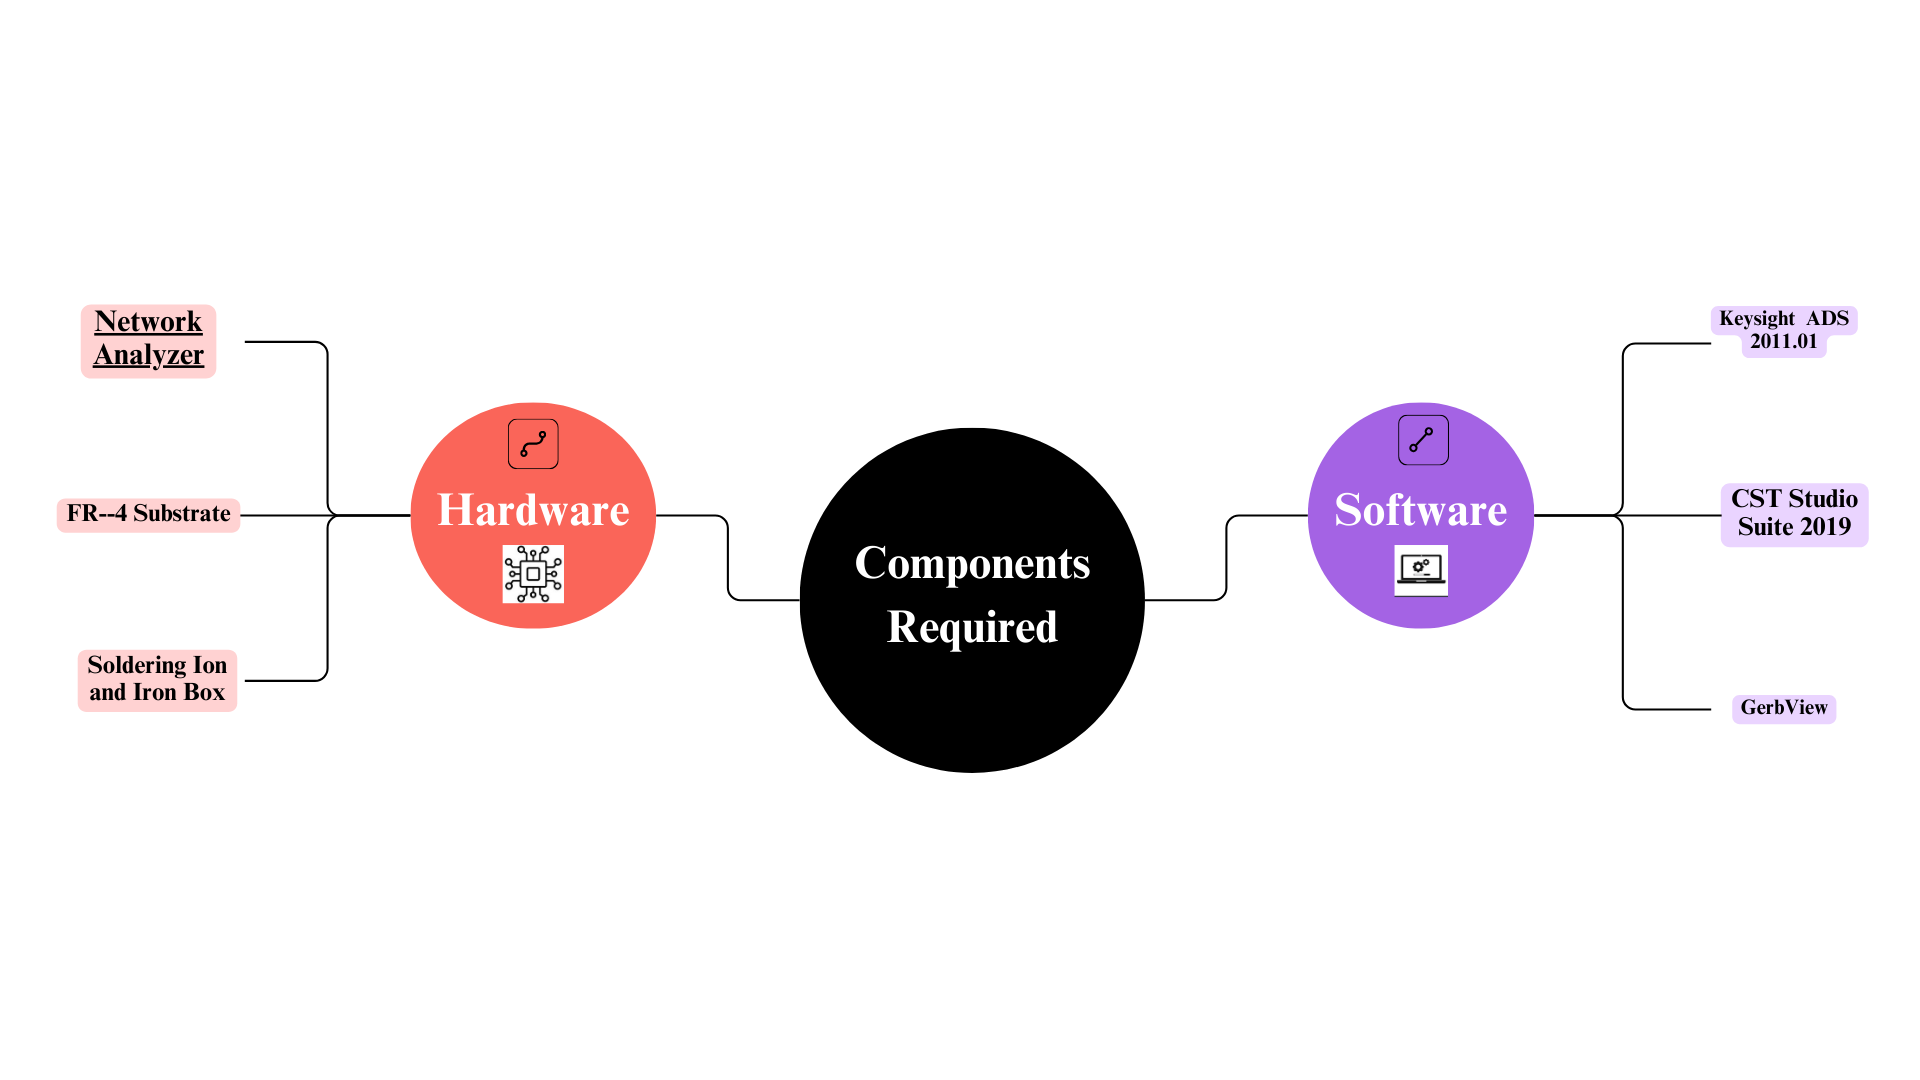 Network
Analyzer
FR--4 Substrate
Soldering Ion
and Iron Box
Hardware
Components
Required
Software
Keysight  ADS
2011.01
CST Studio
Suite 2019
GerbView